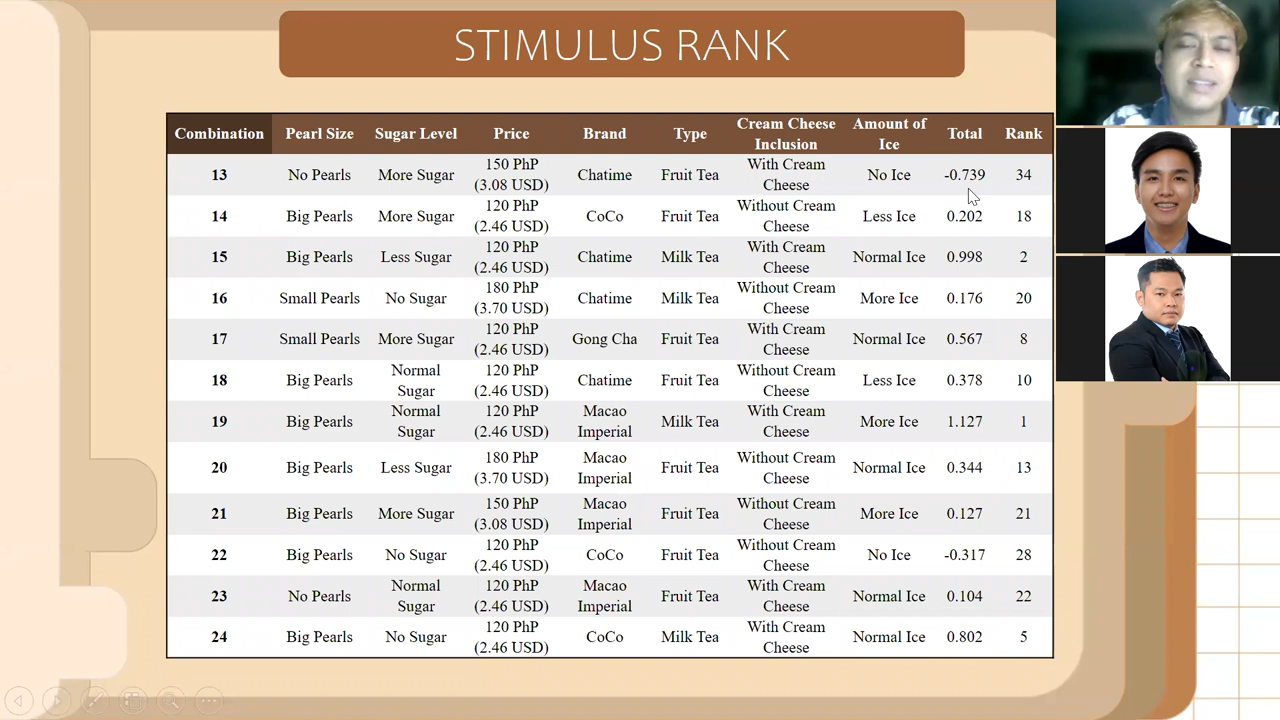 STIMULUS RANK
Combination Pearl Size Sugar Level Price Brand Type Cream Cheese Inclusion Amount of Ice Total Rank
13 No Pearls More Sugar 150 PhP (3.08 USD) Chatime Fruit Tea With Cream Cheese No Ice -0.739 34
14 Big Pearls More Sugar 120 PhP (2.46 USD) CoCo Fruit Tea Without Cream Cheese Less Ice 0.202 18
15 Big Pearls Less Sugar 120 PhP (2.46 USD) Chatime Milk Tea With Cream Cheese Normal Ice 0.998 2
16 Small Pearls No Sugar 180 PhP (3.70 USD) Chatime Milk Tea Without Cream Cheese More Ice 0.176 20
17 Small Pearls More Sugar 120 PhP (2.46 USD) Gong Cha Fruit Tea With Cream Cheese Normal Ice 0.567 8
18 Big Pearls Normal Sugar 120 PhP (2.46 USD) Chatime Fruit Tea Without Cream Cheese Less Ice 0.378 10
19 Big Pearls Normal Sugar 120 PhP (2.46 USD) Macao Imperial Milk Tea With Cream Cheese More Ice 1.127 1
20 Big Pearls Less Sugar 180 PhP (3.70 USD) Macao Imperial Fruit Tea Without Cream Cheese Normal Ice 0.344 13
21 Big Pearls More Sugar 150 PhP (3.08 USD) Macao Imperial Fruit Tea Without Cream Cheese More Ice 0.127 21
22 Big Pearls No Sugar 120 PhP (2.46 USD) CoCo Fruit Tea Without Cream Cheese No Ice -0.317 28
23 No Pearls Normal Sugar 120 PhP (2.46 USD) Macao Imperial Fruit Tea With Cream Cheese Normal Ice 0.104 22
24 Big Pearls No Sugar 120 PhP (2.46 USD) CoCo Milk Tea With Cream Cheese Normal Ice 0.802 5